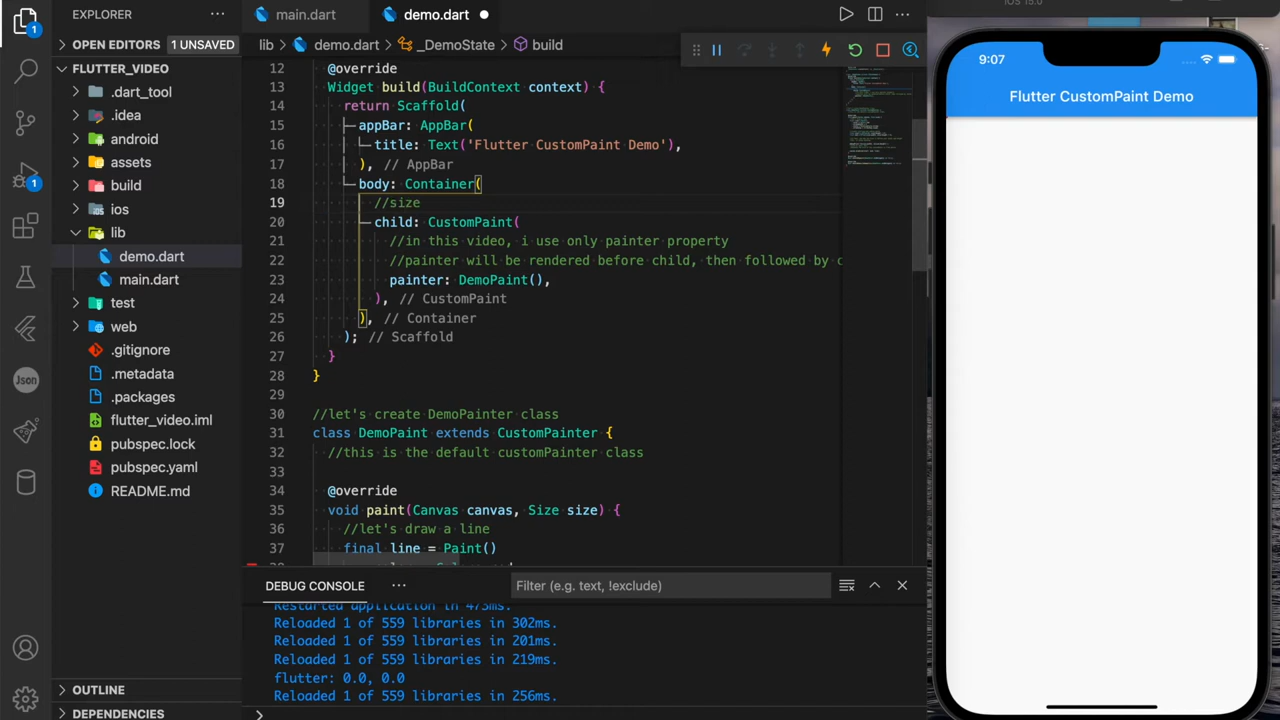 EXPLORER
OPEN EDITORS
1 UNSAVED
FLUTTER_VIDEO
.dart_tool
assets
build
ios
lib
demo.dart
main.dart
test
web
.gitignore
.metadata
.packages
flutter_video.iml
pubspec.lock
pubspec.yaml
README.md
OUTLINE
DEPENDENCIES
1
1
Json
main.dart
demo.dart
lib
demo.dart
_DemoState
build
12 @override
13 Widget build(BuildContext context) {
14 return Scaffold(
15 appBar: AppBar(
16 title: Text('Flutter CustomPaint Demo'),
17 ), // AppBar
18 body: Container(
19 //size
20 child: CustomPaint(
21 //in this video, i use only painter property
22 //painter will be rendered before child, then followed by c
23 painter: DemoPaint(),
24 ), // CustomPaint
25 ), // Container
26 ); // Scaffold
27 }
28 }
29
30 //let's create DemoPainter class
31 class DemoPaint extends CustomPainter {
32 //this is the default customPainter class
33
34 @override
35 void paint(Canvas canvas, Size size) {
36 //let's draw a line
37 final line = Paint()
DEBUG CONSOLE
Filter (e.g. text, !exclude)
Restarted application in 473ms.
Reloaded 1 of 559 libraries in 302ms.
Reloaded 1 of 559 libraries in 201ms.
Reloaded 1 of 559 libraries in 219ms.
flutter: 0.0, 0.0
Reloaded 1 of 559 libraries in 256ms.
9:07
Flutter CustomPaint Demo